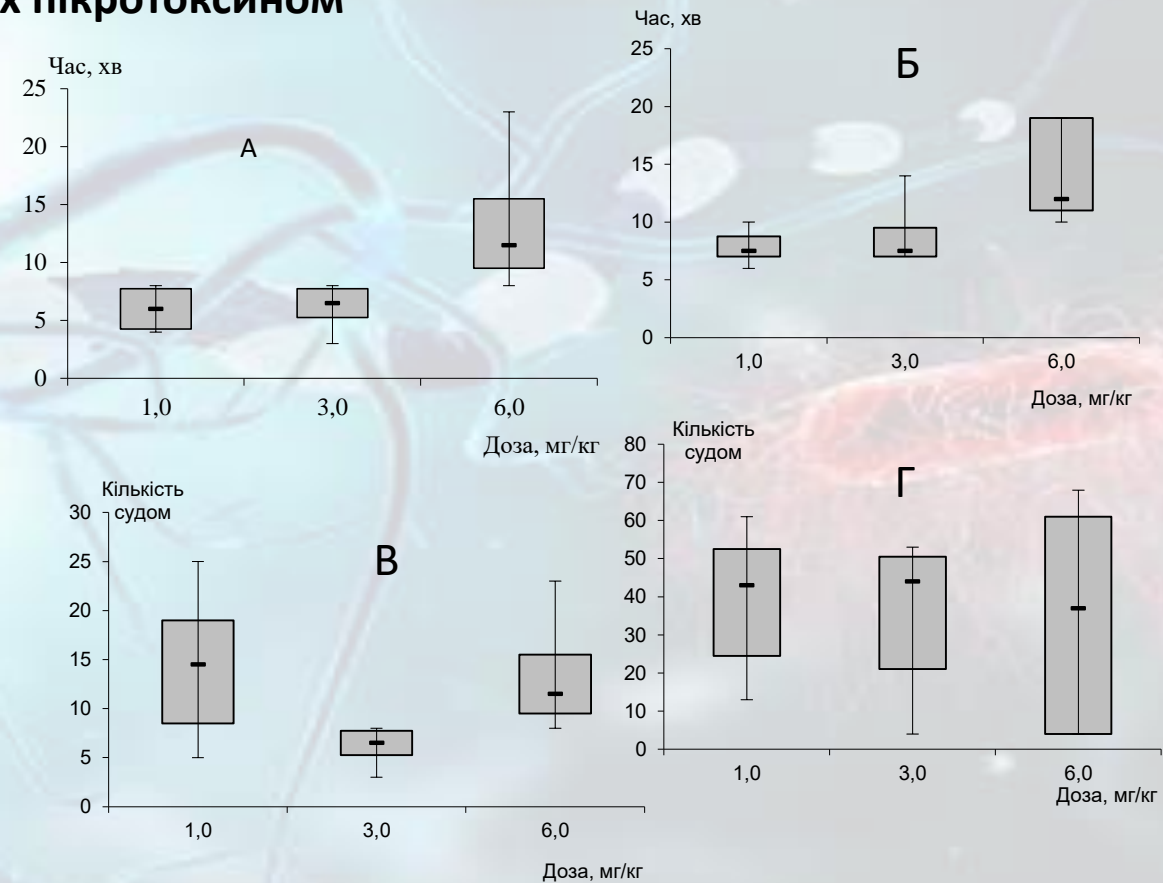 х пікротоксином
Час, хв
А
25
20
15
10
5
0
1,0 3,0 6,0
Доза, мг/кг
Час, хв
Б
25
20
15
10
5
0
1,0 3,0 6,0
Доза, мг/кг
Кількість
судом
В
30
25
20
15
10
5
0
1,0 3,0 6,0
Доза, мг/кг
Кількість
судом
Г
80
70
60
50
40
30
20
10
0
1,0 3,0 6,0
Доза, мг/кг